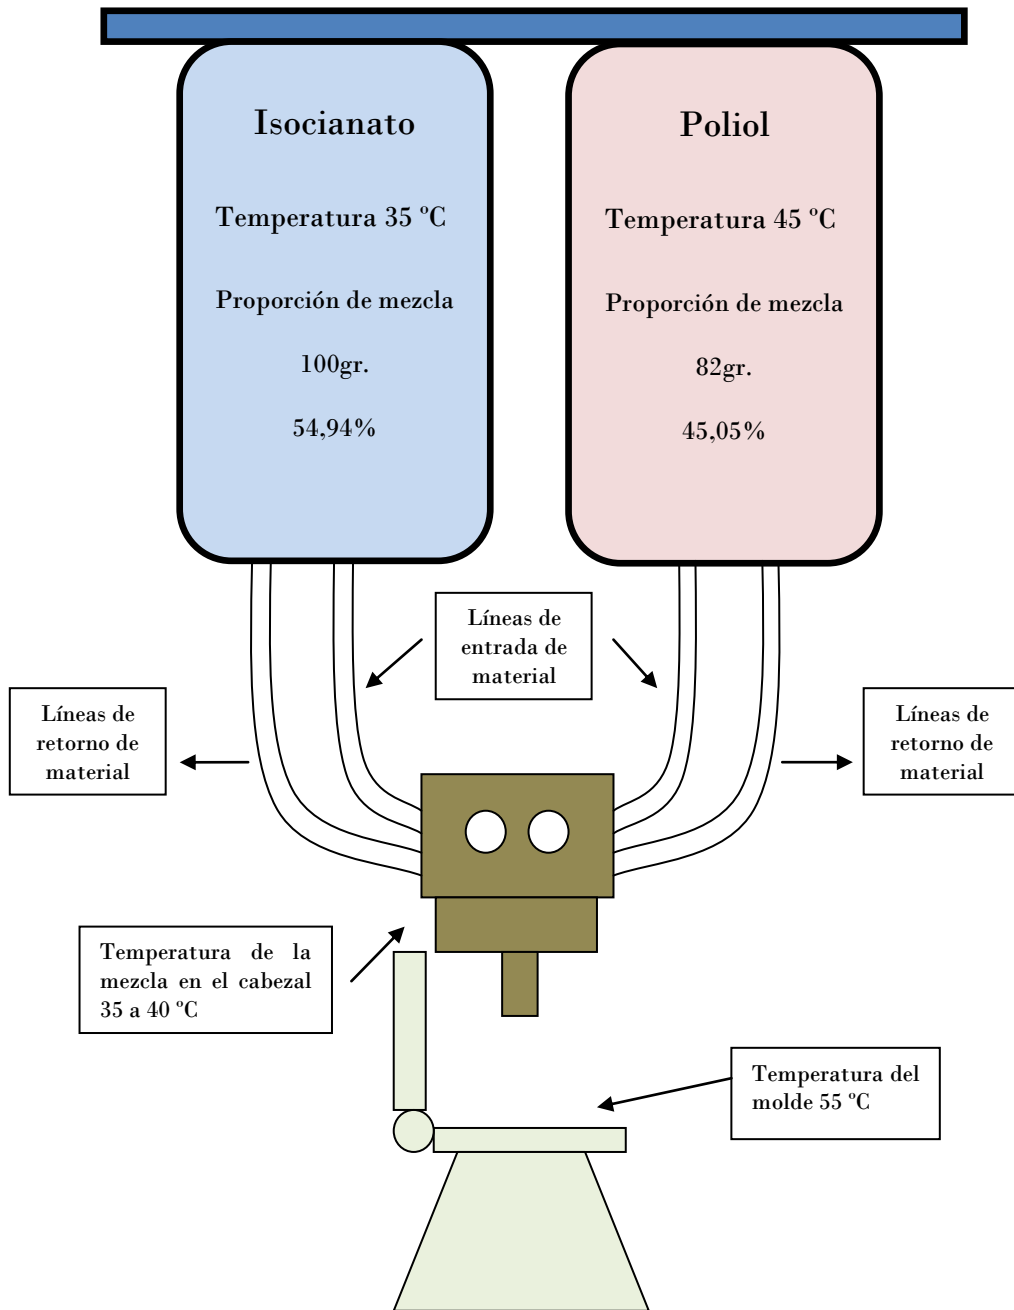 Isocianato
Temperatura 35 ºC
Proporción de mezcla
100gr.
54,94%
Poliol
Temperatura 45 ºC
Proporción de mezcla
82gr.
45,05%
Líneas de
entrada de
material
Líneas de
retorno de
material
Líneas de
retorno de
material
Temperatura de la
mezcla en el cabezal
35 a 40 ºC
Temperatura del
molde 55 ºC